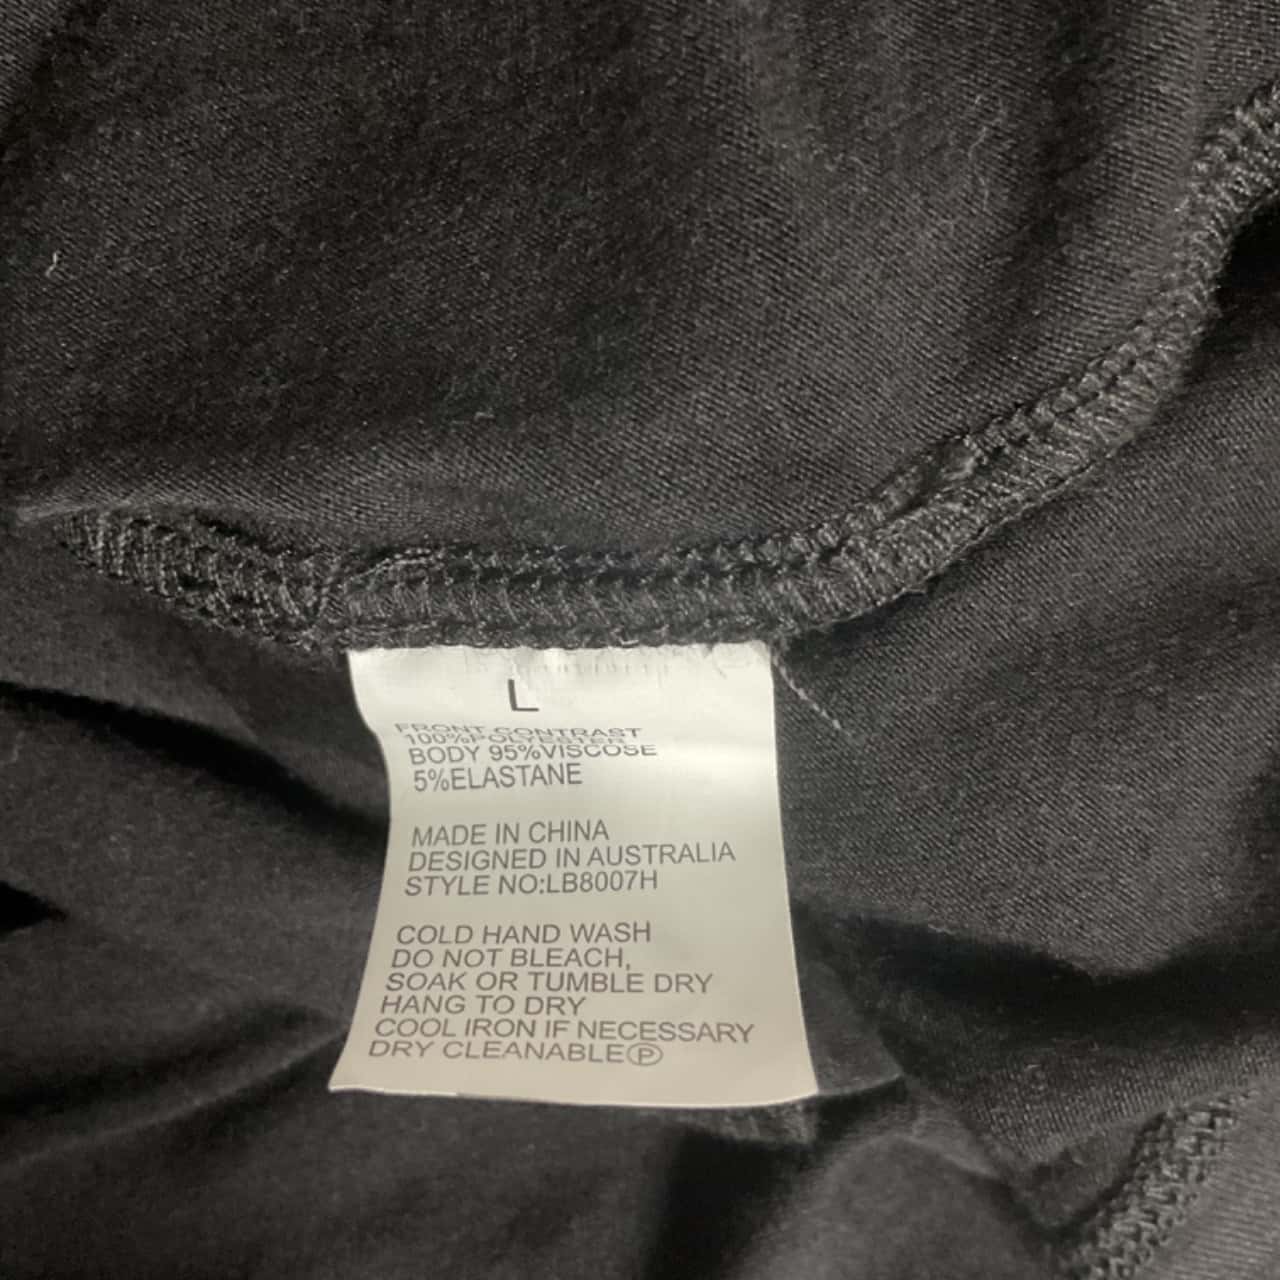 L
FRONT CONTRAST
100%POLYESTER
BODY 95%VISCOSE
5%ELASTANE
MADE IN CHINA
DESIGNED IN AUSTRALIA
STYLE NO:LB8007H
COLD HAND WASH
DO NOT BLEACH,
SOAK OR TUMBLE DRY
HANG TO DRY
COOL IRON IF NECESSARY
DRY CLEANABLEⓅ